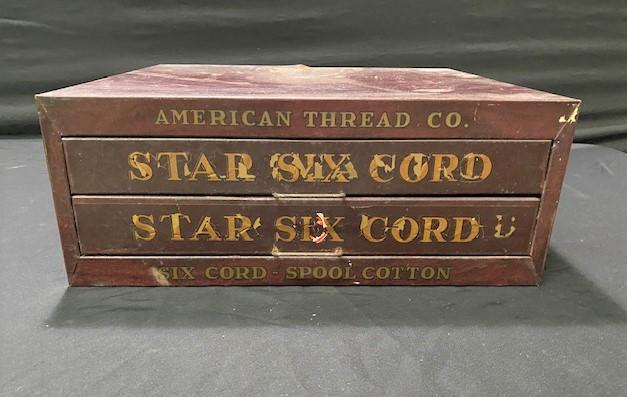 AMERICAN THREAD CO.
STAR SIX CORD
STAR SIX CORD
SIX CORD - SPOOL COTTON